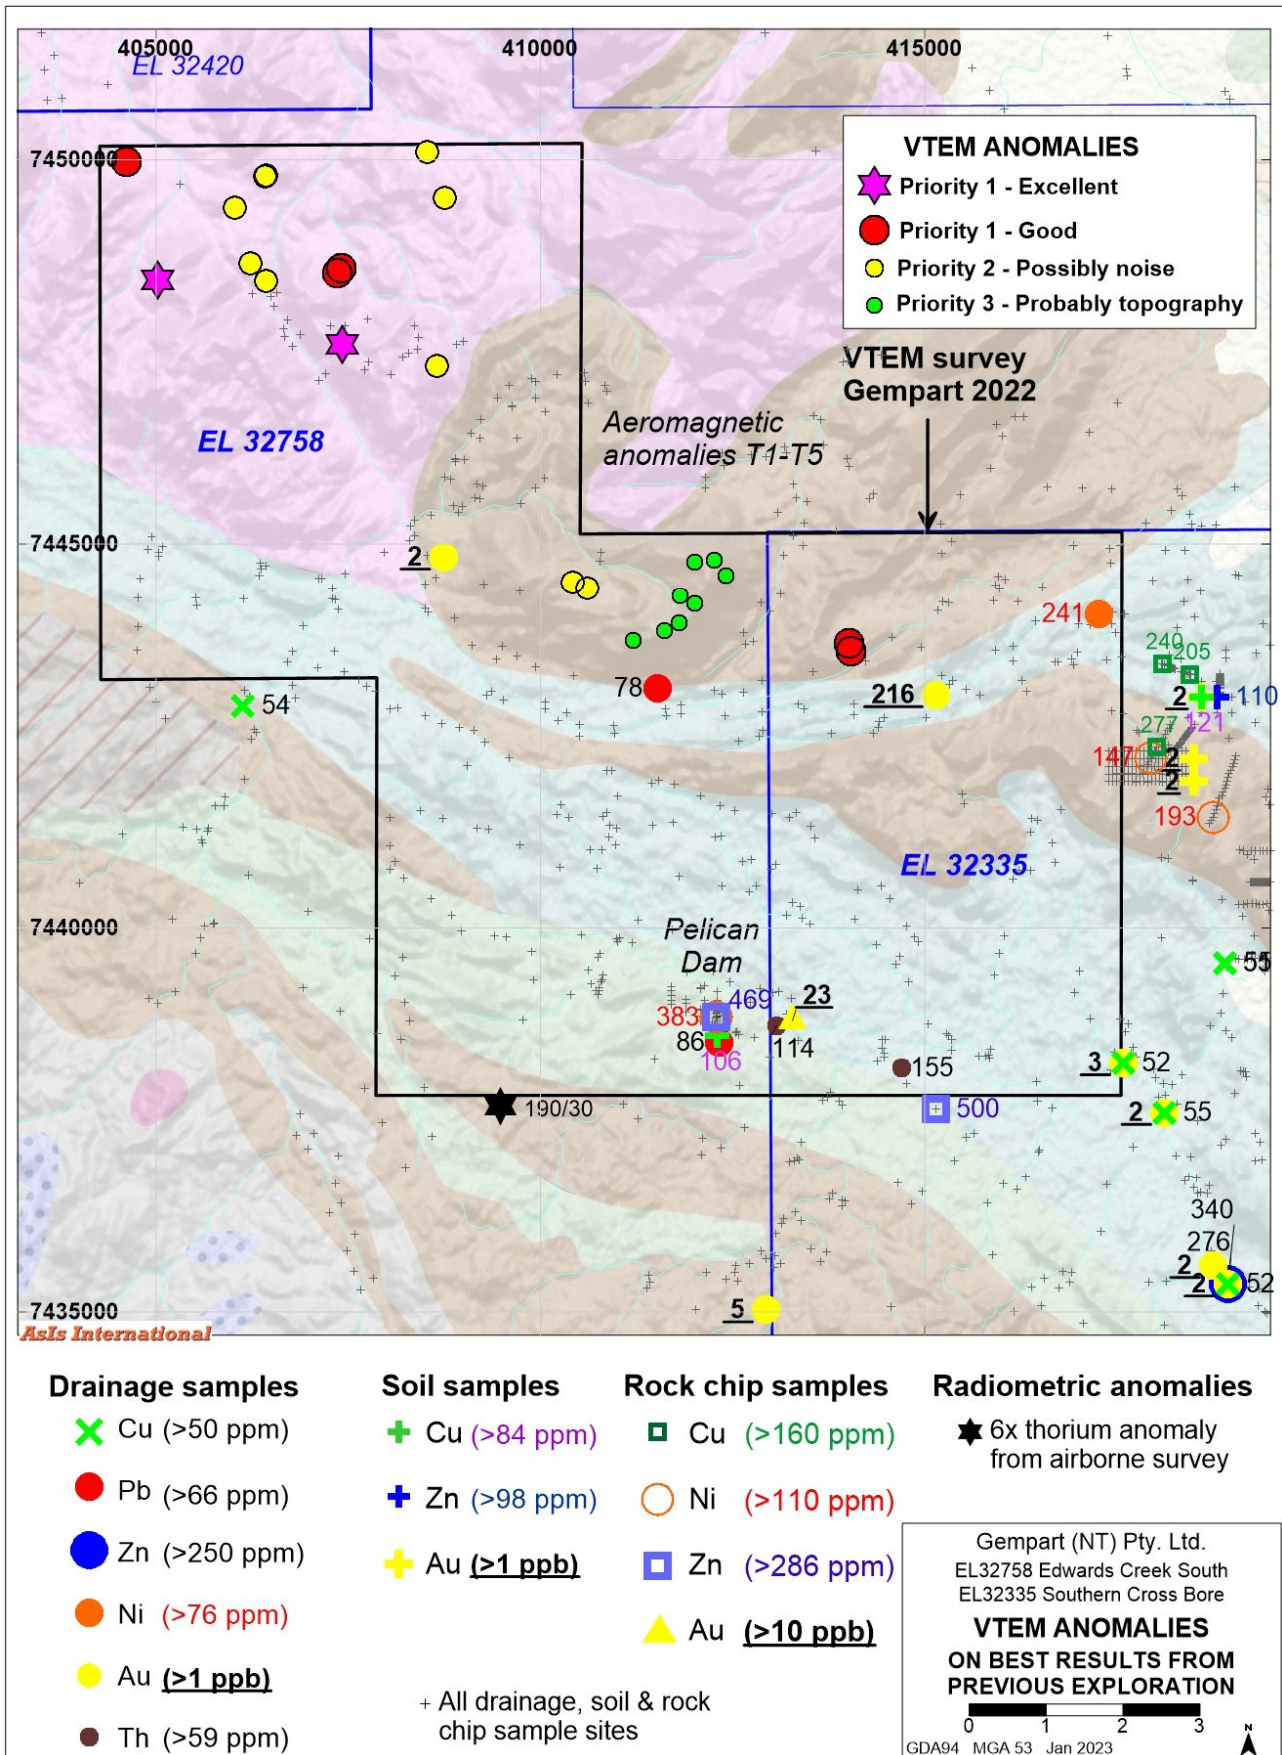 405000
410000
415000
EL 32420
7450000
VTEM ANOMALIES
Priority 1 - Excellent
Priority 1 - Good
Priority 2 - Possibly noise
Priority 3 - Probably topography
VTEM survey
Gempart 2022
Aeromagnetic
anomalies T1-T5
EL 32758
7445000
2
241
240
205
78
54
216
2
110
121
277
147
2
2
193
EL 32335
7440000
Pelican
Dam
55
469
23
383
86
114
106
155
3
52
190/30
500
2
55
340
276
2
2
52
7435000
5
AsIs International
Drainage samples
Cu (>50 ppm)
Pb (>66 ppm)
Zn (>250 ppm)
Ni (>76 ppm)
Au (>1 ppb)
Th (>59 ppm)
Soil samples
Cu (>84 ppm)
Zn (>98 ppm)
Au (>1 ppb)
+ All drainage, soil & rock
chip sample sites
Rock chip samples
Cu (>160 ppm)
Ni (>110 ppm)
Zn (>286 ppm)
Au (>10 ppb)
Radiometric anomalies
6x thorium anomaly
from airborne survey
Gempart (NT) Pty. Ltd.
EL32758 Edwards Creek South
EL32335 Southern Cross Bore
VTEM ANOMALIES
ON BEST RESULTS FROM
PREVIOUS EXPLORATION
0 1 2 3
GDA94 MGA 53 Jan 2023
N